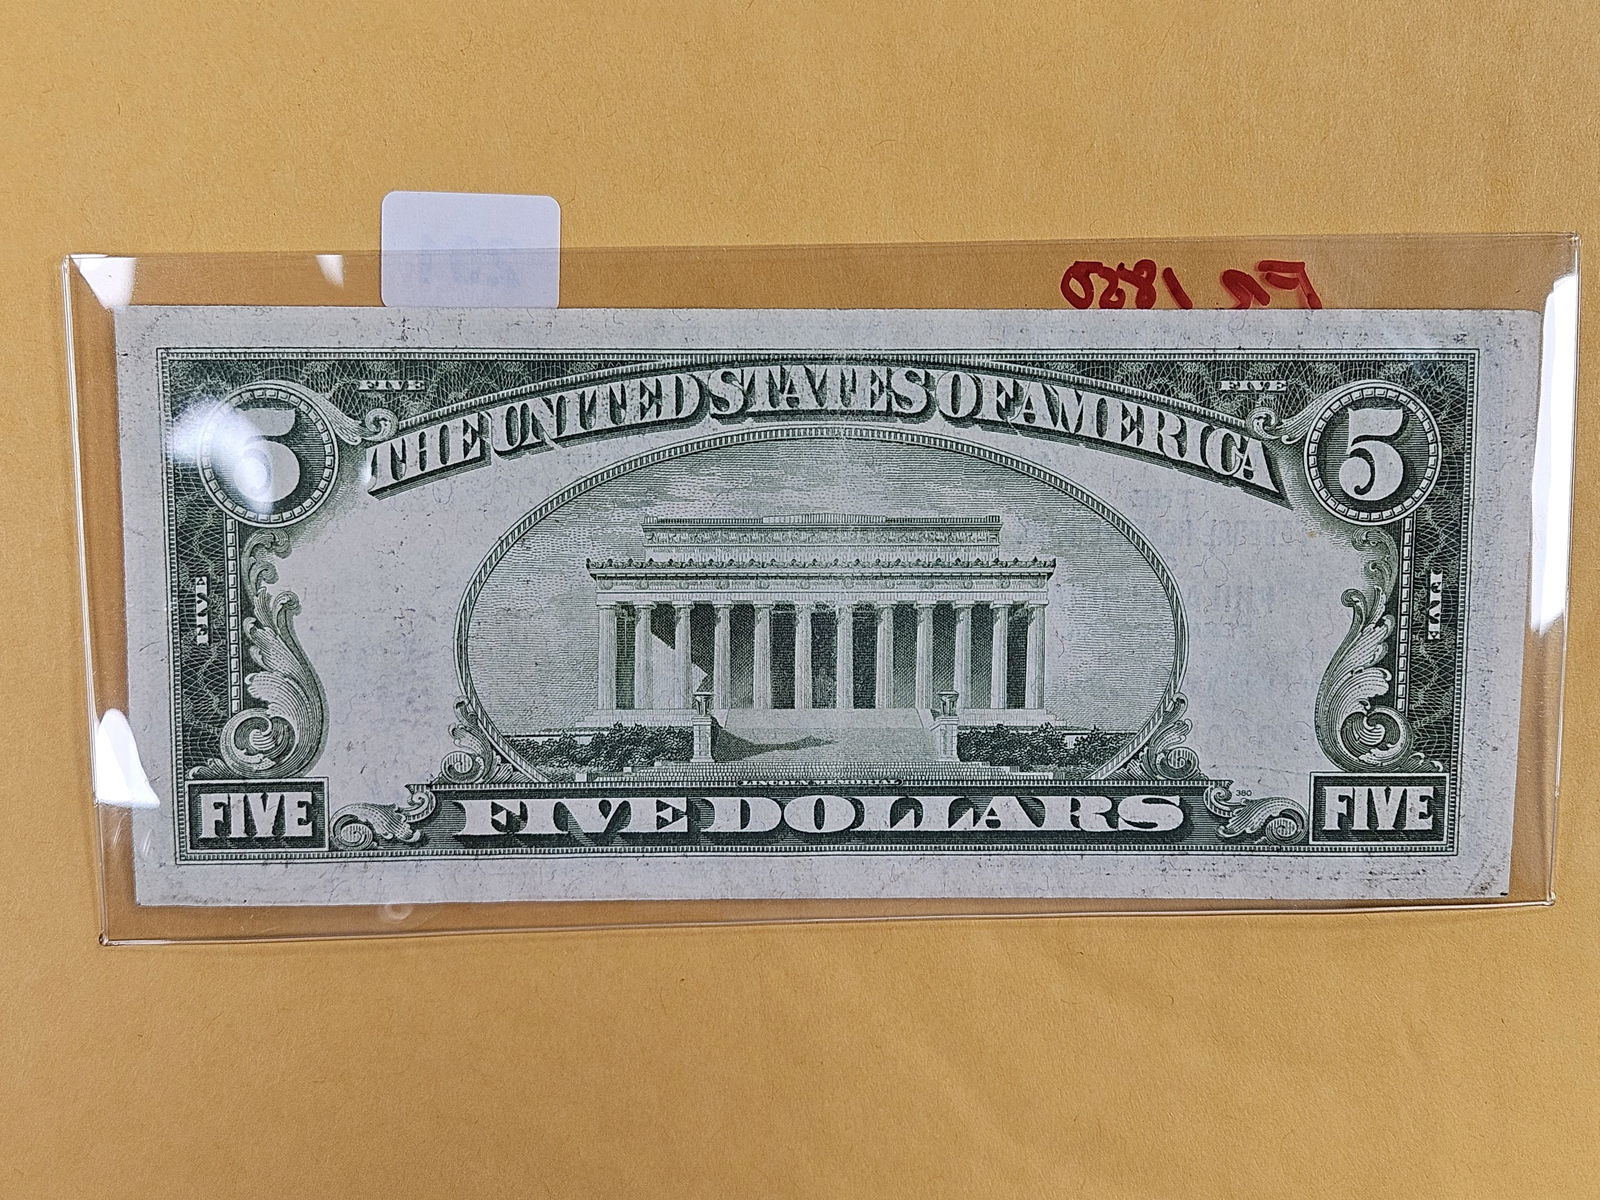 FR 1850
FIVE FIVE
5 THE UNITED STATES OF AMERICA 5
FIVE FIVE
LINCOLN MEMORIAL
380
FIVE FIVE DOLLARS FIVE